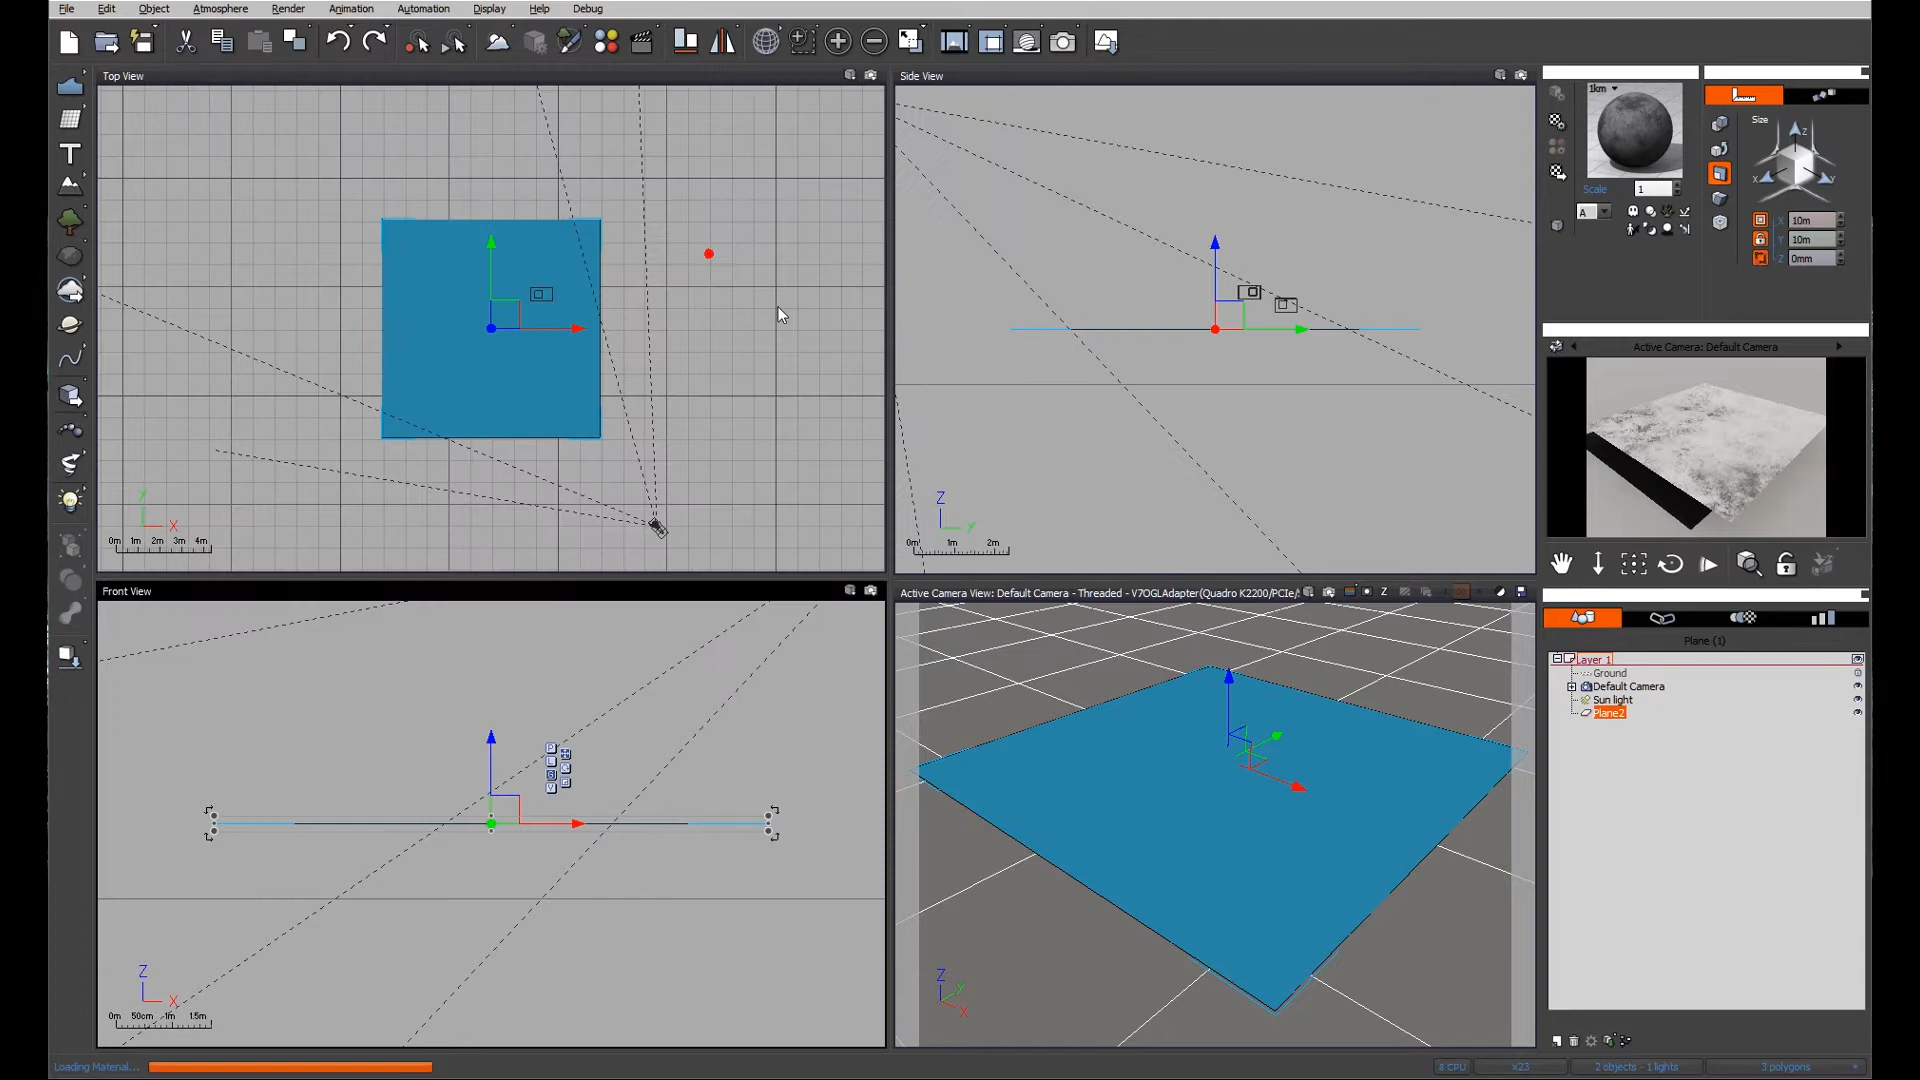 File Edit Object Atmosphere Render Animation Automation Display Help Debug
Top View
Side View
1km
Size
Z
X Y
Scale 1
A
X 10m
Y 10m
Z 0mm
Y
X
0m 1m 2m 3m 4m
Z
Y
0m 1m 2m
Active Camera: Default Camera
Front View
Active Camera View: Default Camera - Threaded - V7OGLAdapter(Quadro K2200/PCIe/
Z
P
L
V
Z
X
0m 50cm 1m 1.5m
Z
Y
X
Plane (1)
Layer 1
Ground
Default Camera
Sun light
Plane2
Loading Material...
8 CPU
x23
2 objects - 1 lights
3 polygons